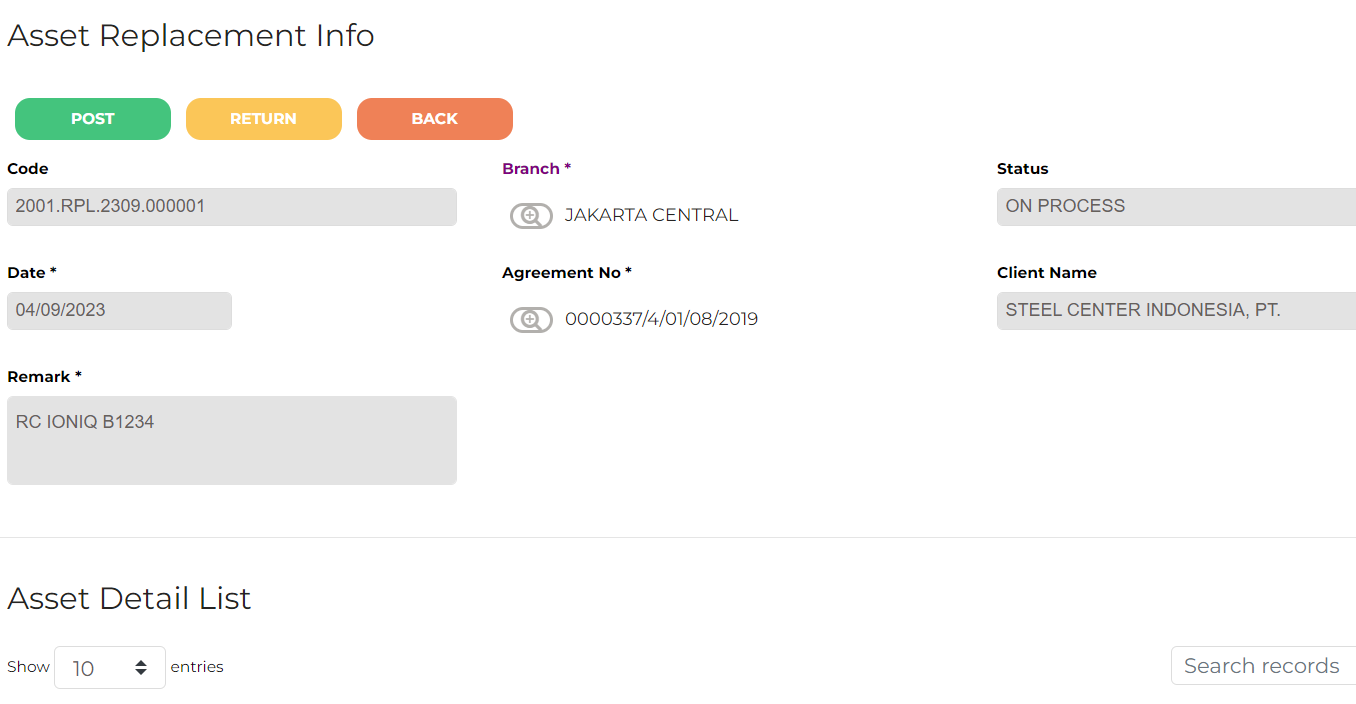 Asset Replacement Info
POST RETURN BACK
Code Branch * Status
2001.RPL.2309.000001 JAKARTA CENTRAL ON PROCESS
Date * Agreement No * Client Name
04/09/2023 0000337/4/01/08/2019 STEEL CENTER INDONESIA, PT.
Remark *
RC IONIQ B1234
Asset Detail List
Show 10 entries Search records